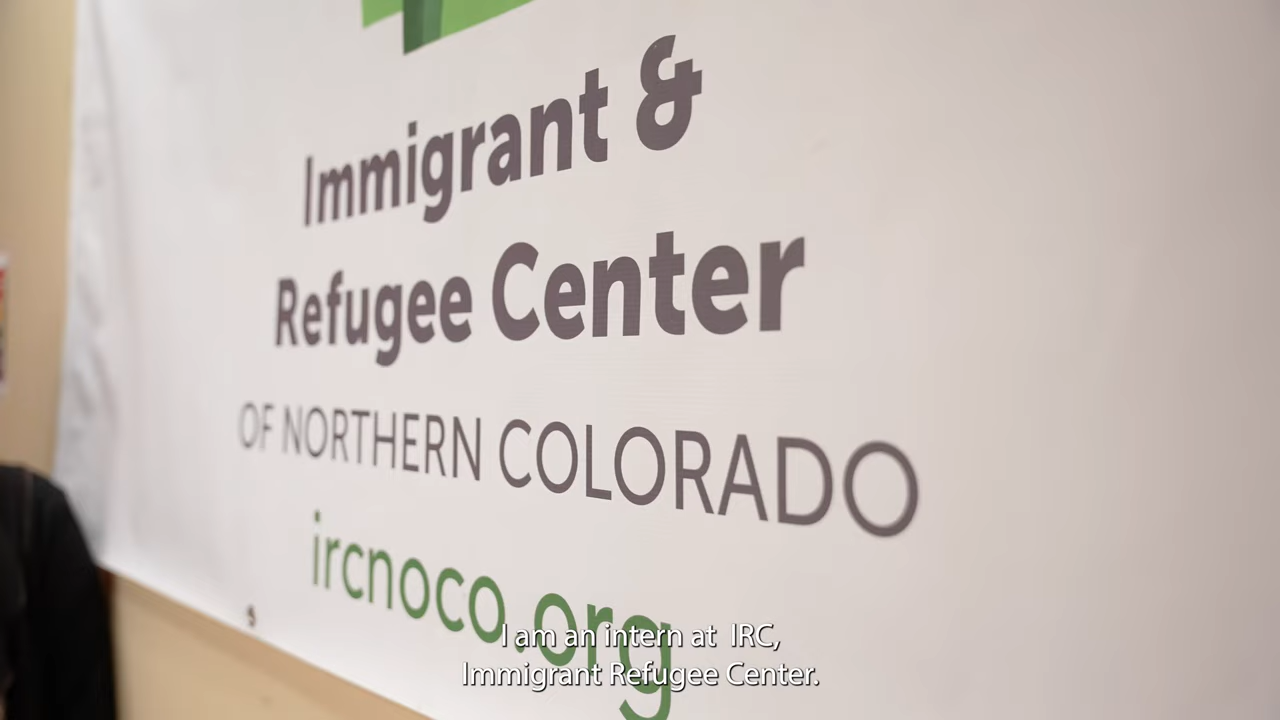 Immigrant &
Refugee Center
OF NORTHERN COLORADO
ircnoco.org
I am an intern at  IRC,
Immigrant Refugee Center.